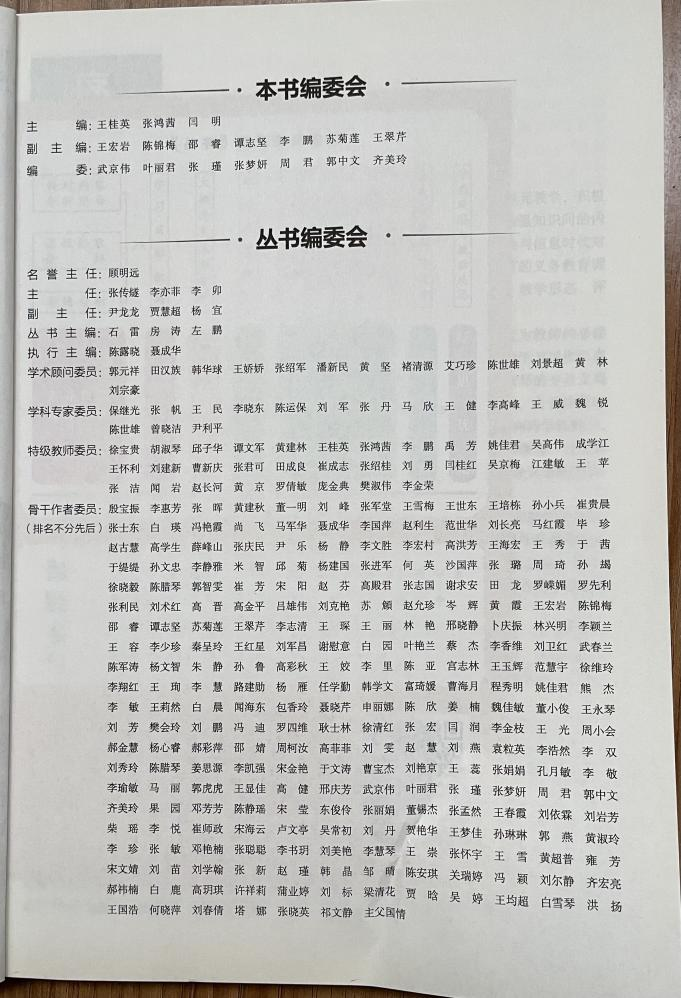 本书编委会
主编：王桂英 张鸿茜 闫明
副主编：王宏岩 陈锦梅 邵睿 谭志坚 李鹏 苏菊莲 王翠芹
编委：武京伟 叶丽君 张瑾 张梦妍 周君 郭中文 齐美玲
丛书编委会
名誉主任：顾明远
主任：张传燧 李亦菲 李卯
副主任：尹龙龙 贾慧超 杨宜
丛书主编：石雷 房涛 左鹏
执行主编：陈露晓 聂成华
学术顾问委员：郭元祥 田汉族 韩华球 王娇娇 张绍军 潘新民 黄坚 褚清源 艾巧珍 陈世雄 刘景超 黄林
刘宗豪
学科专家委员：保继光 张帆 王民 李晓东 陈运保 刘军 张丹 马欣 王健 李高峰 王威 魏锐
陈世雄 曾晓洁 尹利平
特级教师委员：徐宝贵 胡淑琴 邱子华 谭文军 黄建林 王桂英 张鸿茜 李鹏 禹芳 姚佳君 吴高伟 成学江
王怀利 刘建新 曹新庆 张君可 田成良 崔成志 张绍桂 刘勇 闫桂红 吴京梅 江建敏 王苹
张洁 闻岩 赵长河 黄京 罗倩敏 庞金典 樊淑伟 李金荣
骨干作者委员：殷宝振 李惠芳 张晖 黄建秋 董一明 刘峰 张军堂 王雪梅 王世东 王培栋 孙小兵 崔贵晨
（排名不分先后）张士东 白瑛 冯艳霞 尚飞 马军华 聂成华 李国萍 赵利生 范世华 刘长亮 马红霞 毕珍
赵古慧 高学生 薛峰山 张庆民 尹乐 杨静 李文胜 李宏村 高洪芳 王海宏 王秀 于茜
于缇缇 孙文忠 李静雅 米智 邱菊 杨建国 张进军 何英 沙国萍 张璐 周琦 孙竭
徐晓毅 陈腊琴 郭智雯 崔芳 宋阳 赵芬 高殿君 张志国 谢求安 田龙 罗嵘媚 罗先利
张利民 刘术红 高晋 高金平 吕雄伟 刘克艳 苏頠 赵允珍 岑辉 黄霞 王宏岩 陈锦梅
邵睿 谭志坚 苏菊莲 王翠芹 李志清 王琛 王丽 林艳 邢晓静 卜庆振 林兴明 李颖兰
王容 李少珍 秦呈玲 王红星 刘军昌 谢慰意 白园 叶艳兰 蔡杰 李香维 刘卫红 武春兰
陈军涛 杨文智 朱静 孙鲁 高彩秋 王姣 李里 陈亚 宫志林 王玉辉 范慧宇 徐维玲
李翔红 王珣 李慧 路建勋 杨雁 任学勤 韩学文 富琦媛 曹海月 程秀明 姚佳君 熊杰
李敏 王莉然 白晨 闻海东 包香玲 聂晓芹 申丽娜 陈欣 姜楠 魏佳敏 董小俊 王永琴
刘芳 樊会玲 刘鹏 冯迪 罗四维 耿士林 徐清红 张宏 闫润 李金枝 王光 周小会
郝金慧 杨心睿 郝彩萍 邵婧 周柯汝 高菲菲 刘雯 赵慧 刘燕 袁粒英 李浩然 李双
刘秀玲 陈腊琴 姜思源 李凯强 宋金艳 于文涛 曹宝杰 刘艳京 王蕊 张娟娟 孔月敏 李敬
李瑜敏 马丽 郭虎虎 王显佳 高健 邢庆芳 武京伟 叶丽君 张瑾 张梦妍 周君 郭中文
齐美玲 果园 邓芳芳 陈静瑶 宋莹 东俊伶 张丽娟 董锡杰 张孟然 王春霞 刘依霖 刘岩芳
柴瑶 李悦 崔师政 宋海云 卢文亭 吴常初 刘丹 贺艳华 王梦佳 孙琳琳 郭燕 黄淑玲
李珍 张敏 邓艳楠 张聪聪 李书玥 刘美艳 李慧琴 王崇 张怀宇 王雪 黄超普 雍芳
宋文婧 刘苗 刘学翰 张新 赵瑾 韩晶 邹晴 陈安琪 关瑞婷 冯颖 刘尔静 齐宏亮
郝祎楠 白鹿 高玥琪 许祥莉 蒲业婷 刘标 梁清花 贾晗 吴婷 王均超 白雪琴 洪扬
王国浩 何晓萍 刘春倩 塔娜 张晓英 祁文静 主父国情